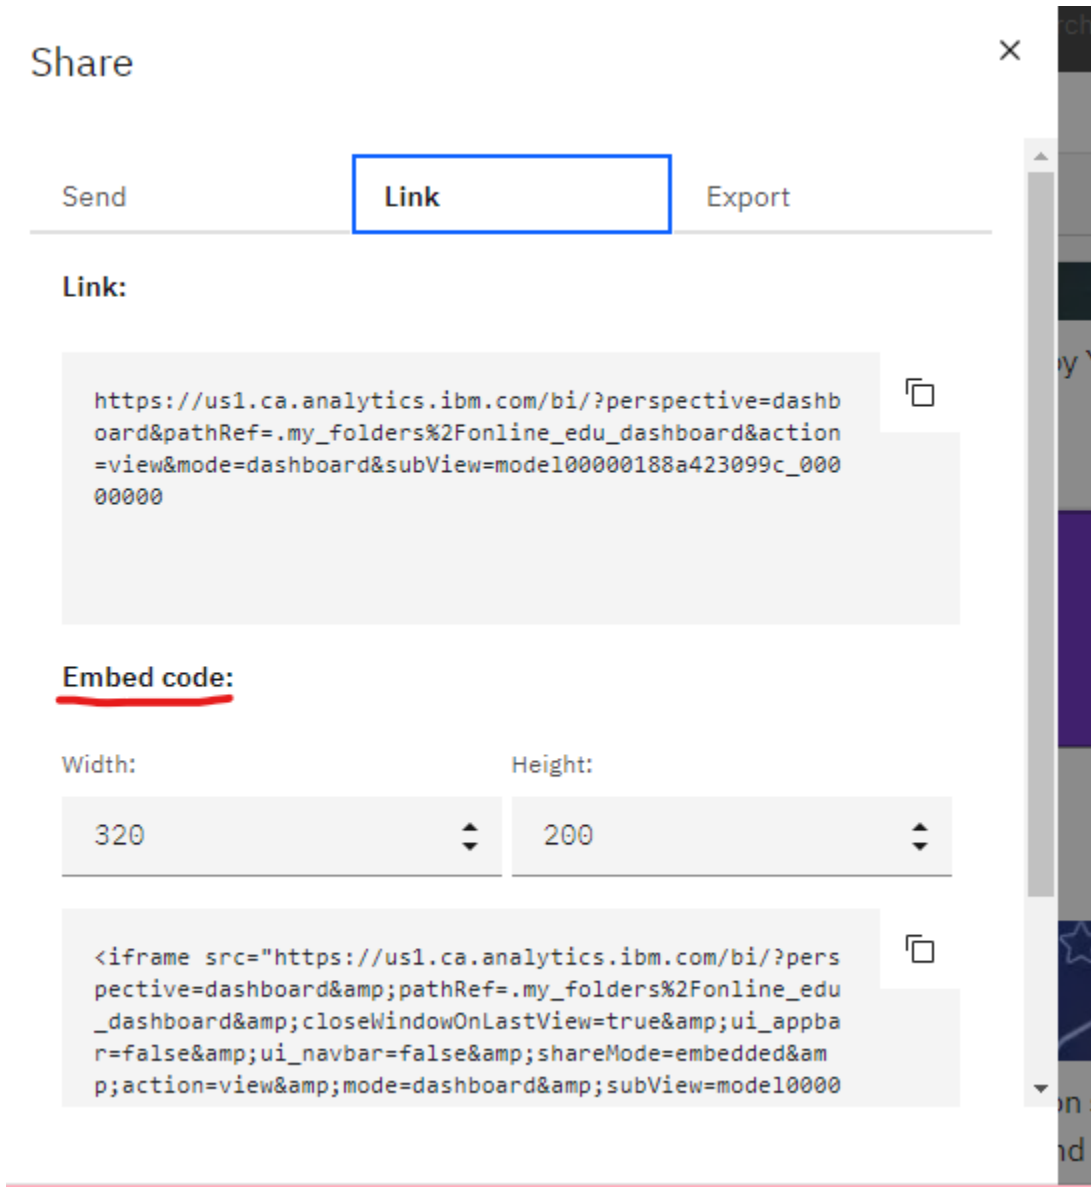 Share
Send
Link
Export
Link:
https://us1.ca.analytics.ibm.com/bi/?perspective=dashb
oard&pathRef=.my_folders%2Fonline_edu_dashboard&action
=view&mode=dashboard&subView=model00000188a423099c_000
00000
Embed code:
Width:
Height:
320
200
<iframe src="https://us1.ca.analytics.ibm.com/bi/?pers
pective=dashboard&amp;pathRef=.my_folders%2Fonline_edu
_dashboard&amp;closeWindowOnLastView=true&amp;ui_appba
r=false&amp;ui_navbar=false&amp;shareMode=embedded&am
p;action=view&amp;mode=dashboard&amp;subView=model0000